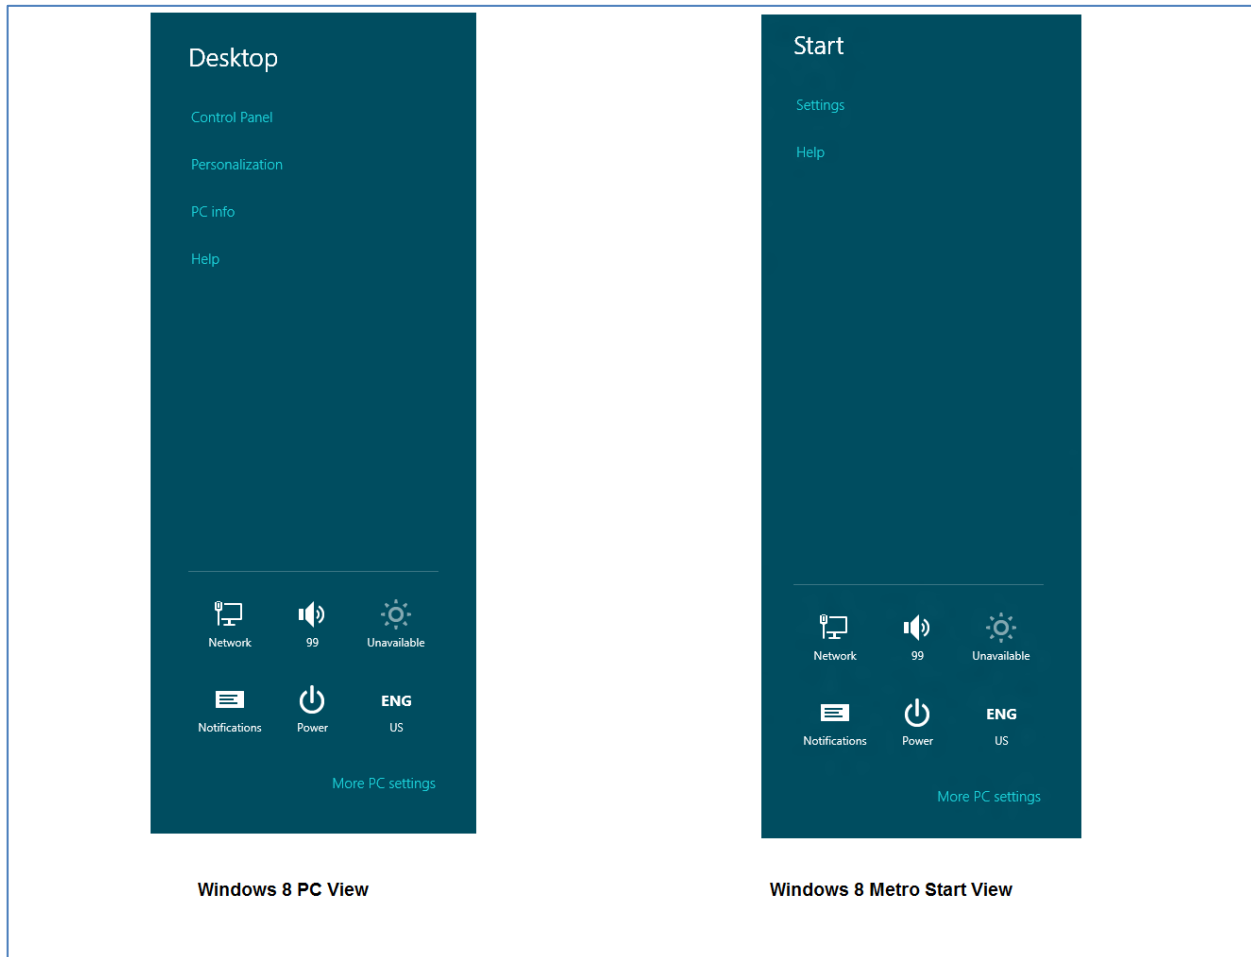 Desktop
Control Panel
Personalization
PC info
Help
Network
99
Unavailable
Notifications
Power
ENG
US
More PC settings
Windows 8 PC View
Start
Settings
Help
Network
99
Unavailable
Notifications
Power
ENG
US
More PC settings
Windows 8 Metro Start View